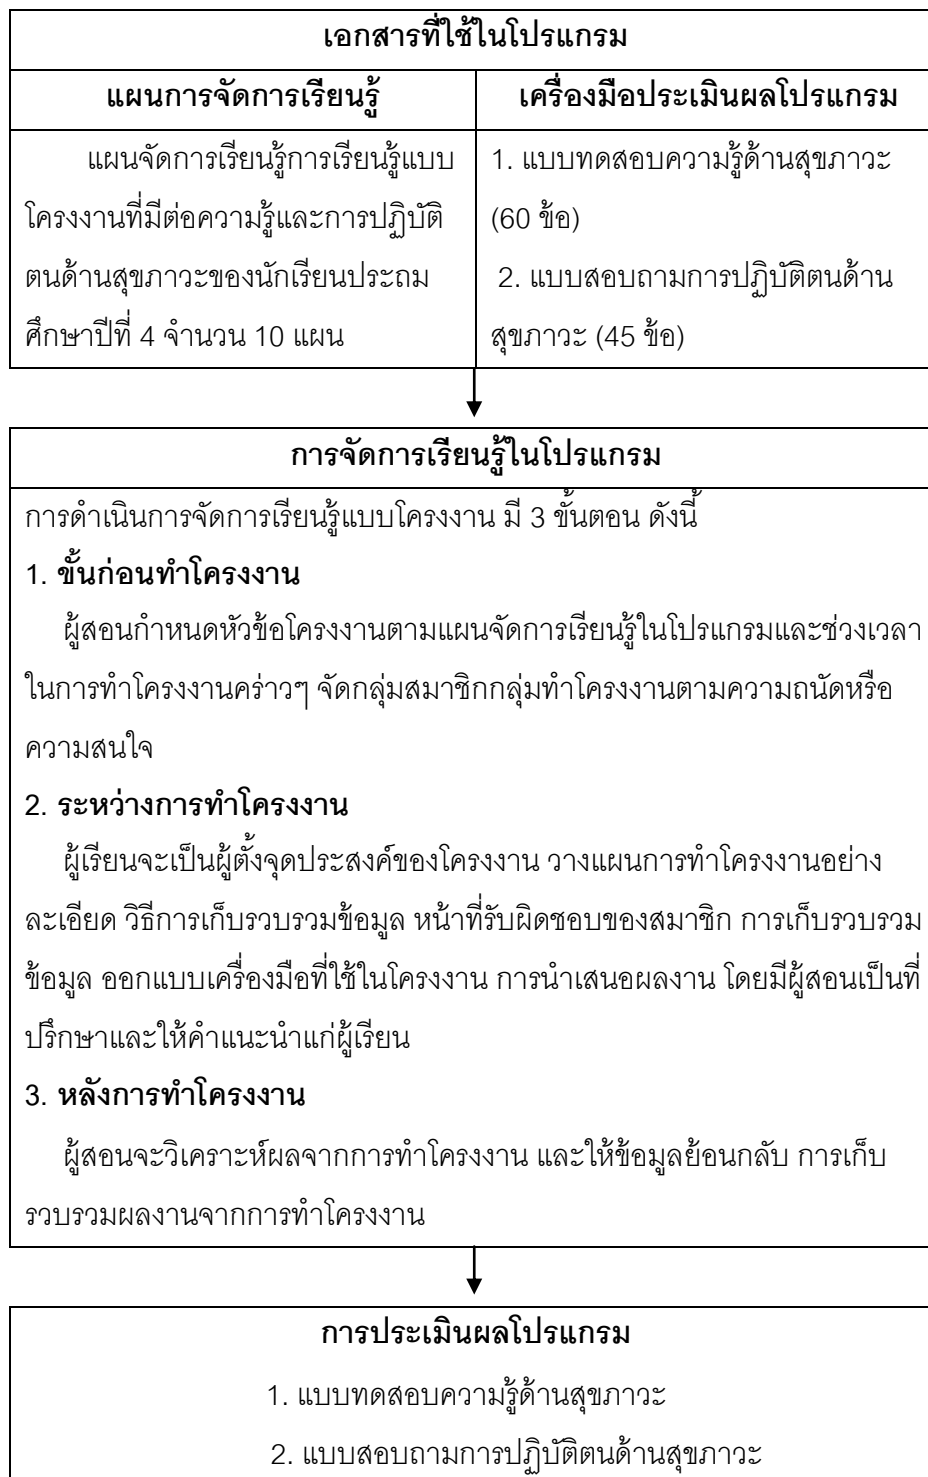 เอกสารที่ใช้ในโปรแกรม
แผนการจัดการเรียนรู้
แผนจัดการเรียนรู้การเรียนรู้แบบ
โครงงานที่มีต่อความรู้และการปฏิบัติ
ตนด้านสุขภาวะของนักเรียนประถม
ศึกษาปีที่ 4 จำนวน 10 แผน
เครื่องมือประเมินผลโปรแกรม
1. แบบทดสอบความรู้ด้านสุขภาวะ
(60 ข้อ)
2. แบบสอบถามการปฏิบัติตนด้าน
สุขภาวะ (45 ข้อ)
การจัดการเรียนรู้ในโปรแกรม
การดำเนินการจัดการเรียนรู้แบบโครงงาน มี 3 ขั้นตอน ดังนี้
1. ขั้นก่อนทำโครงงาน
ผู้สอนกำหนดหัวข้อโครงงานตามแผนจัดการเรียนรู้ในโปรแกรมและช่วงเวลา
ในการทำโครงงานคร่าวๆ จัดกลุ่มสมาชิกกลุ่มทำโครงงานตามความถนัดหรือ
ความสนใจ
2. ระหว่างการทำโครงงาน
ผู้เรียนจะเป็นผู้ตั้งจุดประสงค์ของโครงงาน วางแผนการทำโครงงานอย่าง
ละเอียด วิธีการเก็บรวบรวมข้อมูล หน้าที่รับผิดชอบของสมาชิก การเก็บรวบรวม
ข้อมูล ออกแบบเครื่องมือที่ใช้ในโครงงาน การนำเสนอผลงาน โดยมีผู้สอนเป็นที่
ปรึกษาและให้คำแนะนำแก่ผู้เรียน
3. หลังการทำโครงงาน
ผู้สอนจะวิเคราะห์ผลจากการทำโครงงาน และให้ข้อมูลย้อนกลับ การเก็บ
รวบรวมผลงานจากการทำโครงงาน
การประเมินผลโปรแกรม
1. แบบทดสอบความรู้ด้านสุขภาวะ
2. แบบสอบถามการปฏิบัติตนด้านสุขภาวะ